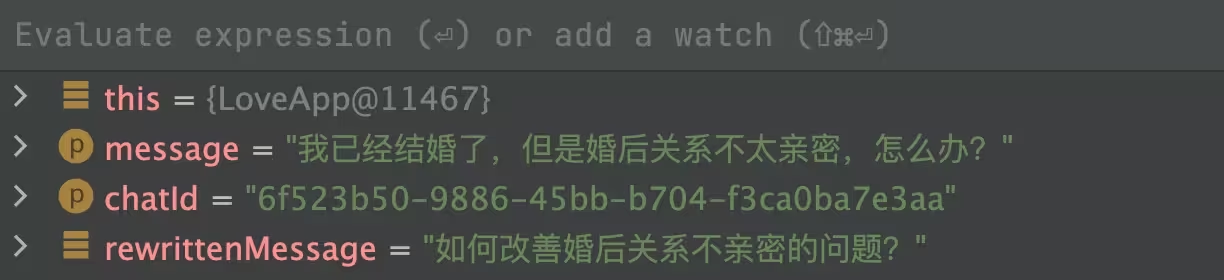 Evaluate expression (⏎) or add a watch (⇧⌘⏎)
this = {LoveApp@11467}
p message = "我已经结婚了，但是婚后关系不太亲密，怎么办？"
p chatId = "6f523b50-9886-45bb-b704-f3ca0ba7e3aa"
rewrittenMessage = "如何改善婚后关系不亲密的问题？"